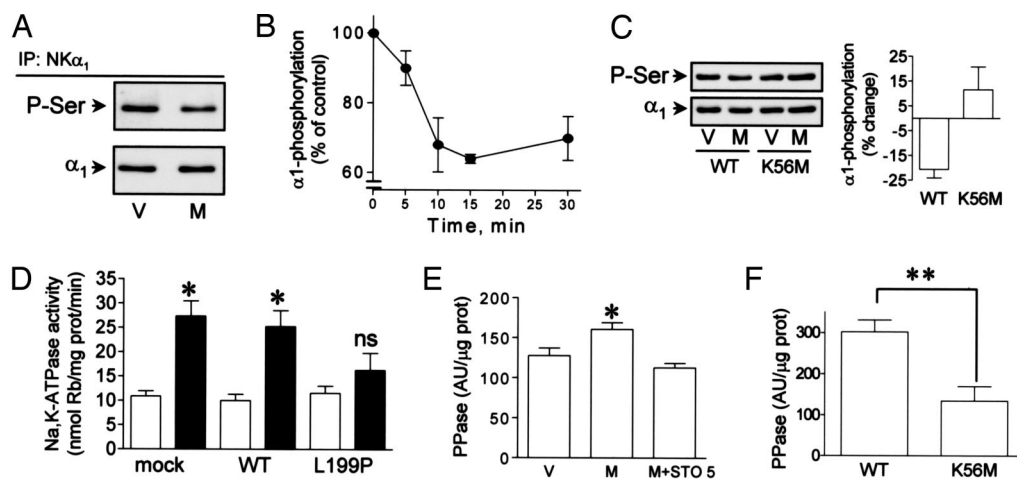 A
IP: NKα1
P-Ser
α1
V M
B
α1-phosphorylation
(% of control)
100
80
60
0 5 10 15 20 25 30
Time, min
C
P-Ser
α1
V M V M
WT K56M
α1-phosphorylation
(% change)
25
15
5
-5
-15
-25
WT K56M
D
Na,K-ATPase activity
(nmol Rb/mg prot/min)
35
30
25
20
15
10
5
0
* * ns
mock WT L199P
E
PPase (AU/µg prot)
200
150
100
50
0
*
V M M+STO 5
F
PPase (AU/µg prot)
300
200
100
0
**
WT K56M